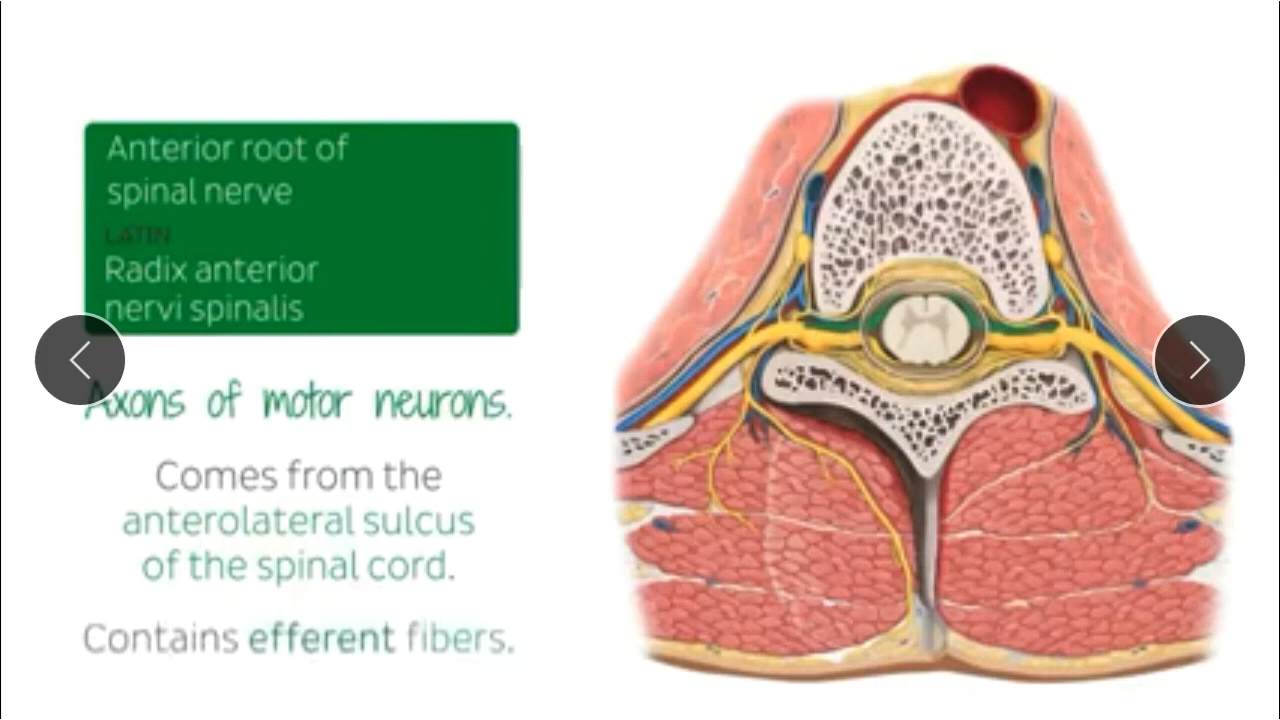 Anterior root of
spinal nerve
LATIN
Radix anterior
nervi spinalis
Axons of motor neurons.
Comes from the
anterolateral sulcus
of the spinal cord.
Contains efferent fibers.